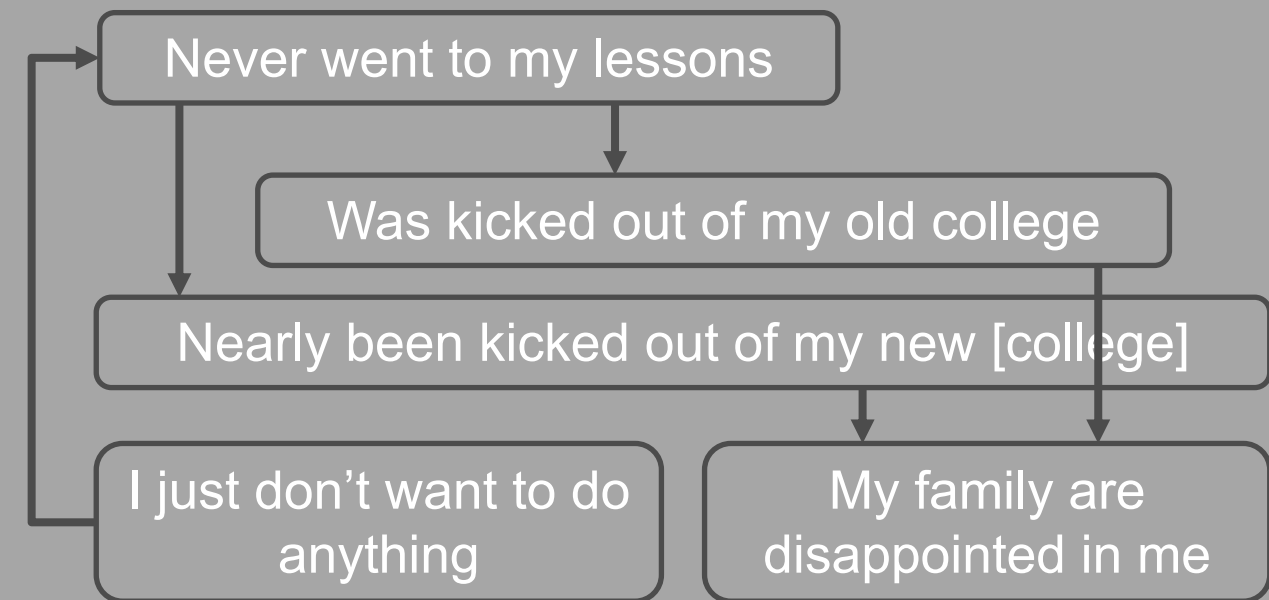 Never went to my lessons
Was kicked out of my old college
Nearly been kicked out of my new [college]
I just don’t want to do
anything
My family are
disappointed in me